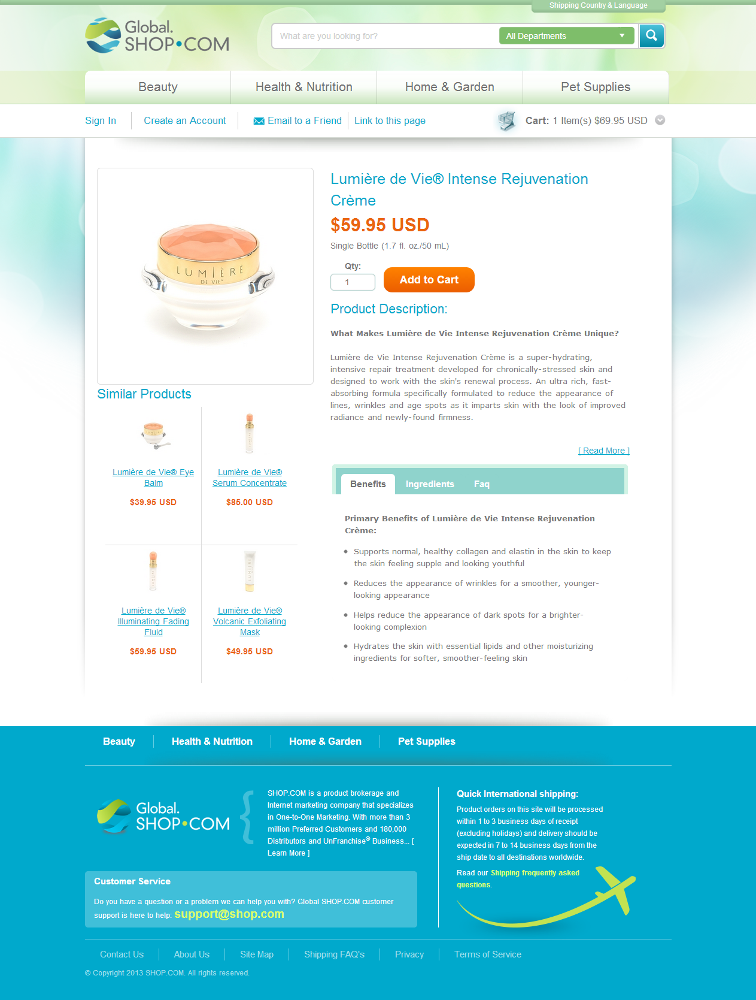 Shipping Country & Language
Global.
SHOP•COM
What are you looking for?
All Departments
Beauty
Health & Nutrition
Home & Garden
Pet Supplies
Sign In
Create an Account
Email to a Friend
Link to this page
Cart: 1 Item(s) $69.95 USD
LUMIÈRE
DE VIE™
Lumière de Vie® Intense Rejuvenation
Crème
$59.95 USD
Single Bottle (1.7 fl. oz./50 mL)
Qty:
1
Add to Cart
Product Description:
What Makes Lumière de Vie Intense Rejuvenation Crème Unique?
Lumière de Vie Intense Rejuvenation Crème is a super-hydrating,
intensive repair treatment developed for chronically-stressed skin and
designed to work with the skin's renewal process. An ultra rich, fast-
absorbing formula specifically formulated to reduce the appearance of
lines, wrinkles and age spots as it imparts skin with the look of improved
radiance and newly-found firmness.
[ Read More ]
Similar Products
LUMIÈRE
Lumière de Vie® Eye
Balm
$39.95 USD
Lumière de Vie®
Serum Concentrate
$85.00 USD
Lumière de Vie®
Illuminating Fading
Fluid
$59.95 USD
LUMIÈRE
Lumière de Vie®
Volcanic Exfoliating
Mask
$49.95 USD
Benefits
Ingredients
Faq
Primary Benefits of Lumière de Vie Intense Rejuvenation
Crème:
Supports normal, healthy collagen and elastin in the skin to keep
the skin feeling supple and looking youthful
Reduces the appearance of wrinkles for a smoother, younger-
looking appearance
Helps reduce the appearance of dark spots for a brighter-
looking complexion
Hydrates the skin with essential lipids and other moisturizing
ingredients for softer, smoother-feeling skin
Beauty
Health & Nutrition
Home & Garden
Pet Supplies
Global.
SHOP•COM
SHOP.COM is a product brokerage and
Internet marketing company that specializes
in One-to-One Marketing. With more than 3
million Preferred Customers and 180,000
Distributors and UnFranchise® Business... [
Learn More ]
Quick International shipping:
Product orders on this site will be processed
within 1 to 3 business days of receipt
(excluding holidays) and delivery should be
expected in 7 to 14 business days from the
ship date to all destinations worldwide.
Read our Shipping frequently asked
questions.
Customer Service
Do you have a question or a problem we can help you with? Global SHOP.COM customer
support is here to help: support@shop.com
Contact Us
About Us
Site Map
Shipping FAQ's
Privacy
Terms of Service
© Copyright 2013 SHOP.COM. All rights reserved.